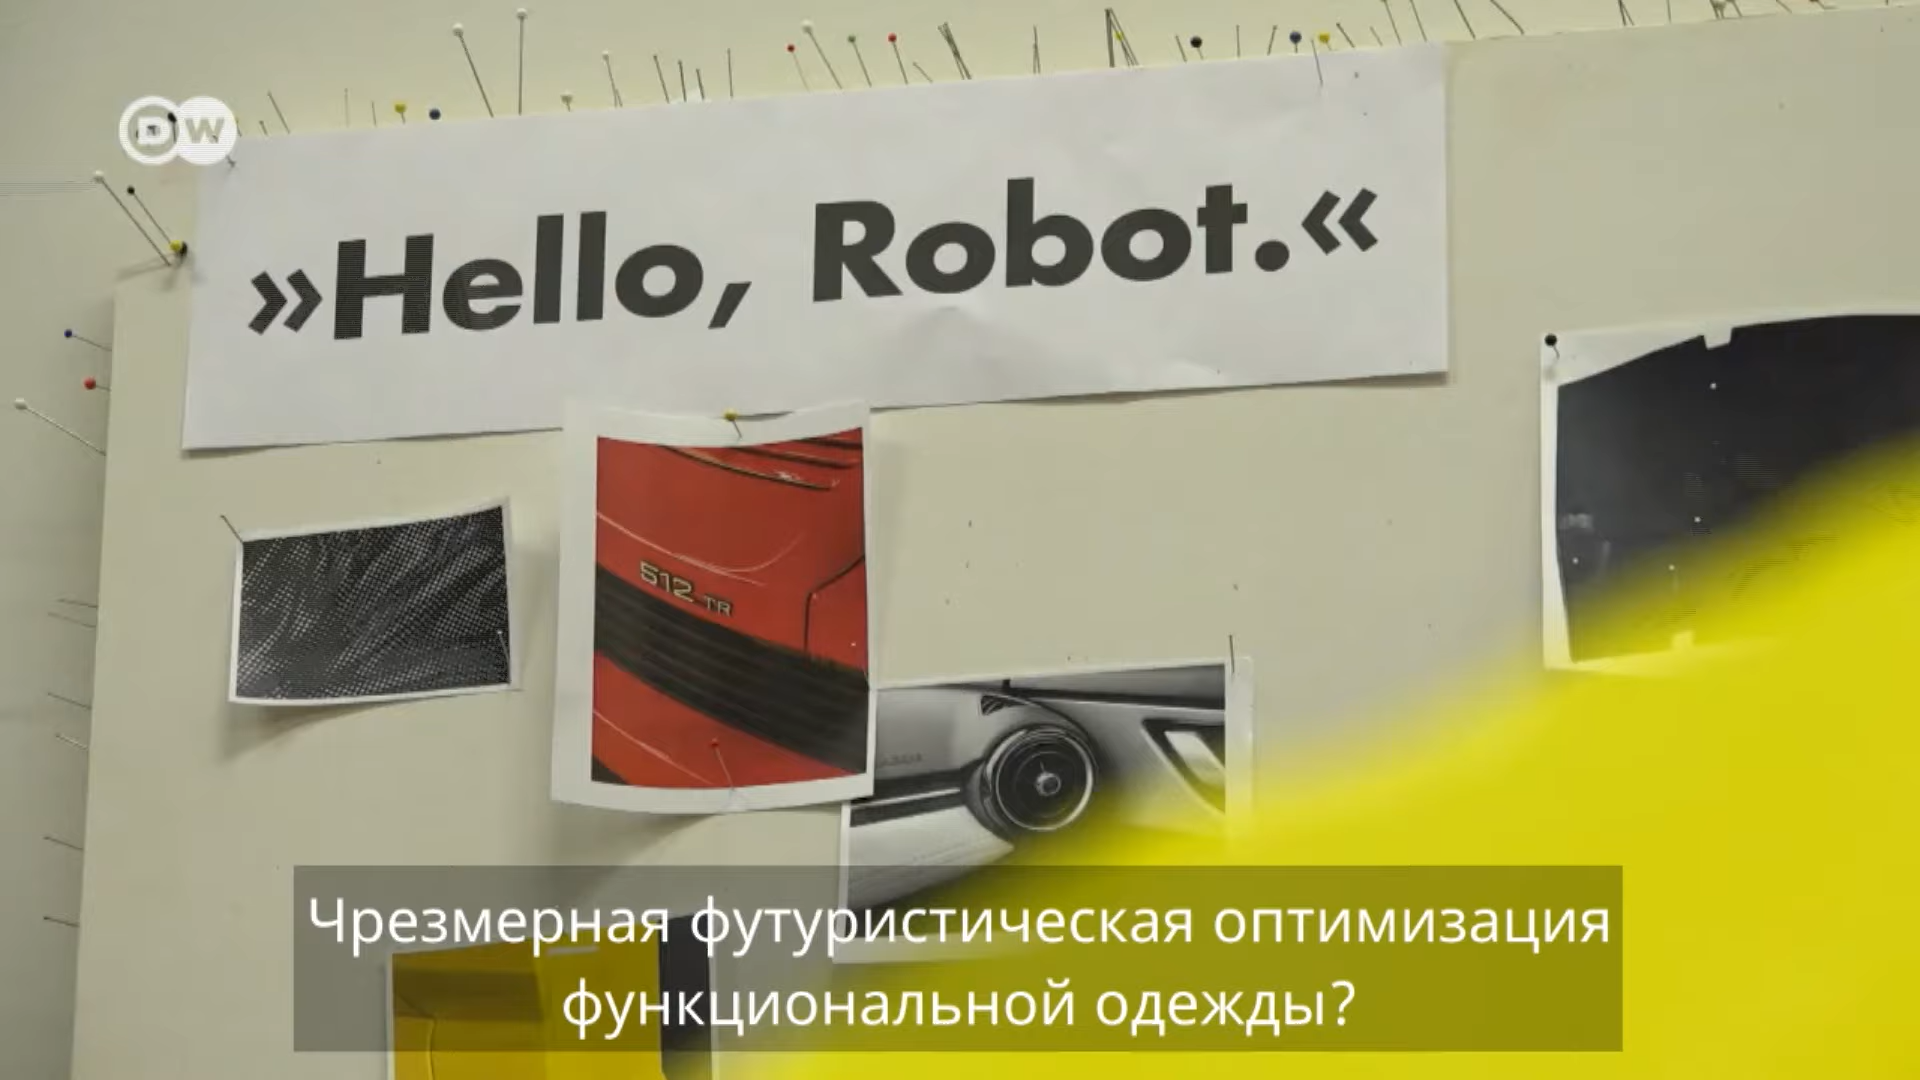 DW
»Hello, Robot.«
512 TR
Чрезмерная футуристическая оптимизация
функциональной одежды?